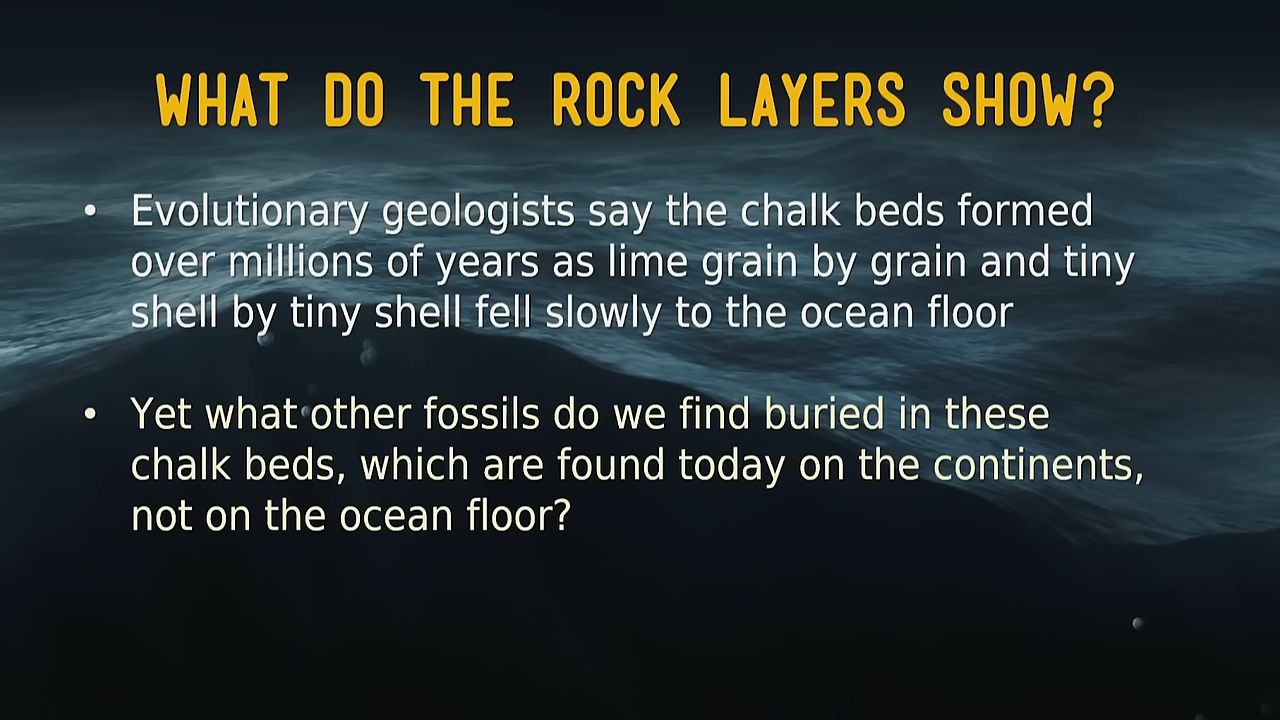 WHAT DO THE ROCK LAYERS SHOW?
• Evolutionary geologists say the chalk beds formed
over millions of years as lime grain by grain and tiny
shell by tiny shell fell slowly to the ocean floor
• Yet what other fossils do we find buried in these
chalk beds, which are found today on the continents,
not on the ocean floor?